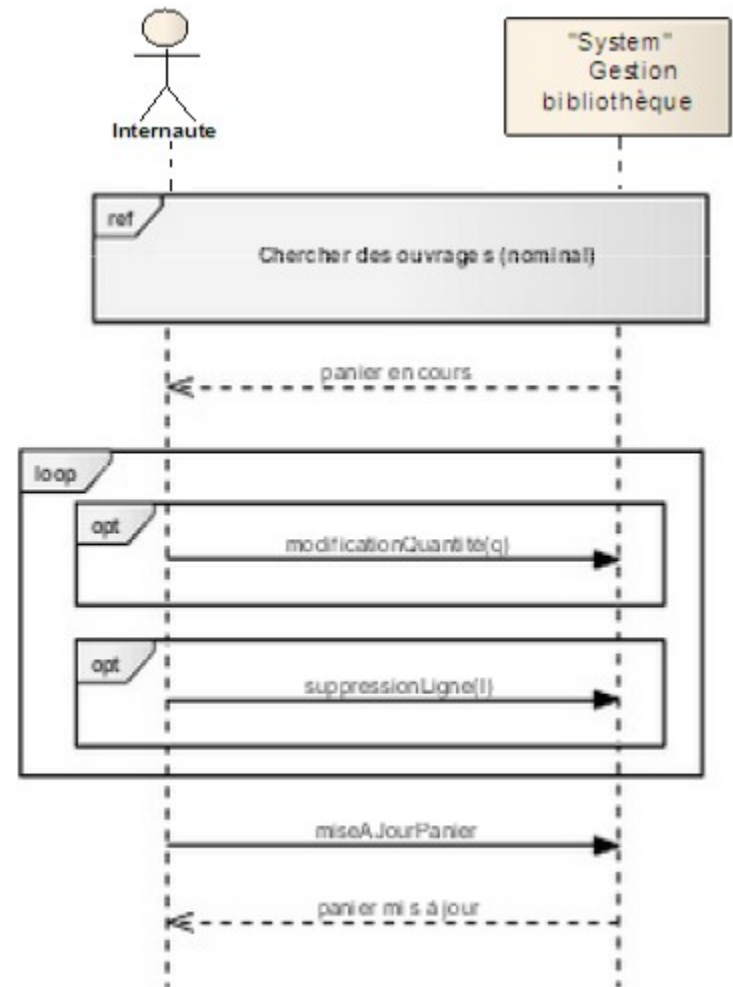 "System"
Gestion
bibliothèque
Internaute
ref
Chercher des ouvrages (nominal)
panier en cours
loop
opt
modificationQuantité(q)
opt
suppressionLigne(l)
miseAJourPanier
panier mis à jour